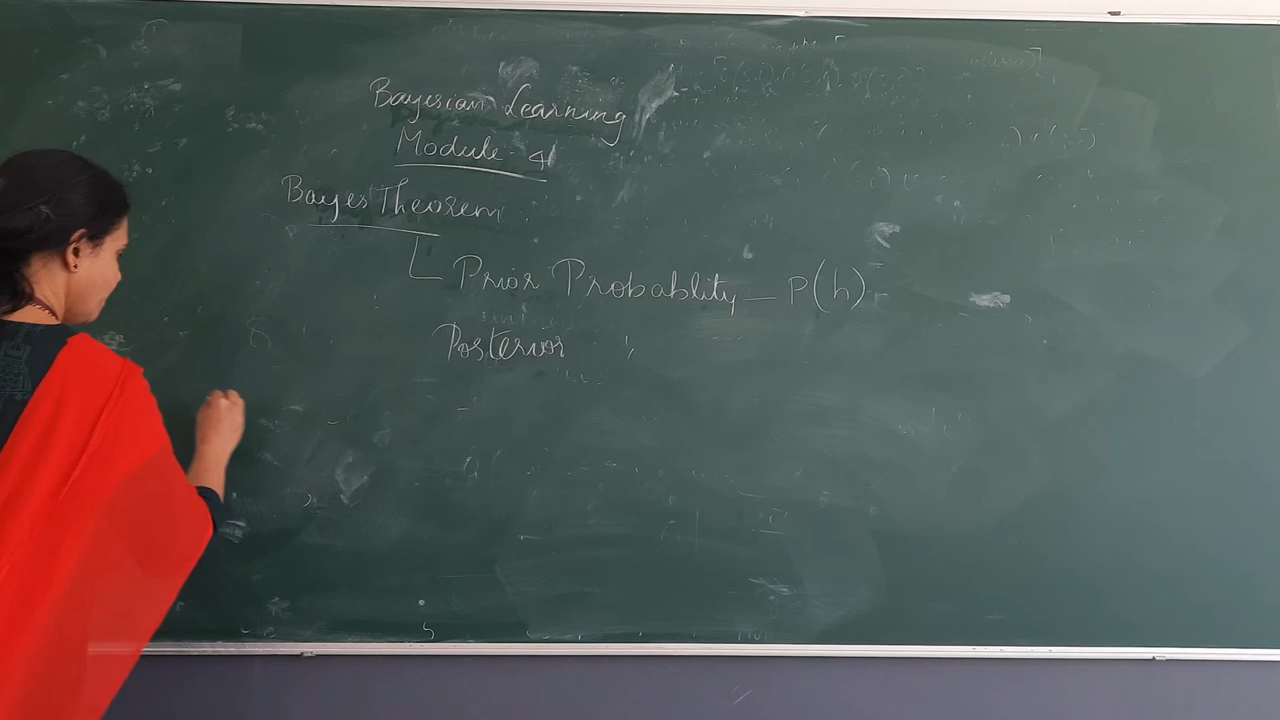 Bayesian Learning
Module - 4
Bayes Theorem
Prior Probablity — P(h)
Posterior